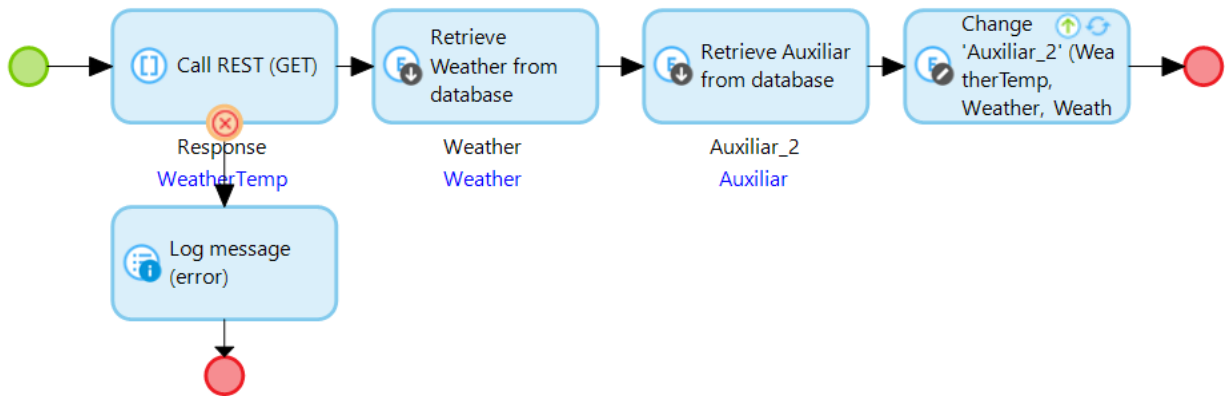 Call REST (GET)
Retrieve
Weather from
database
Retrieve Auxiliar
from database
Change
'Auxiliar_2' (Wea
therTemp,
Weather, Weath
Response
WeatherTemp
Weather
Weather
Auxiliar_2
Auxiliar
Log message
(error)